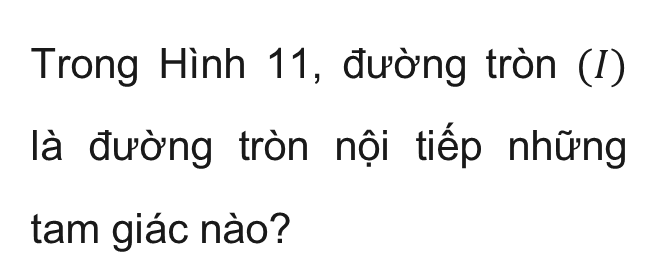 Trong Hình 11, đường tròn (I)
là đường tròn nội tiếp những
tam giác nào?